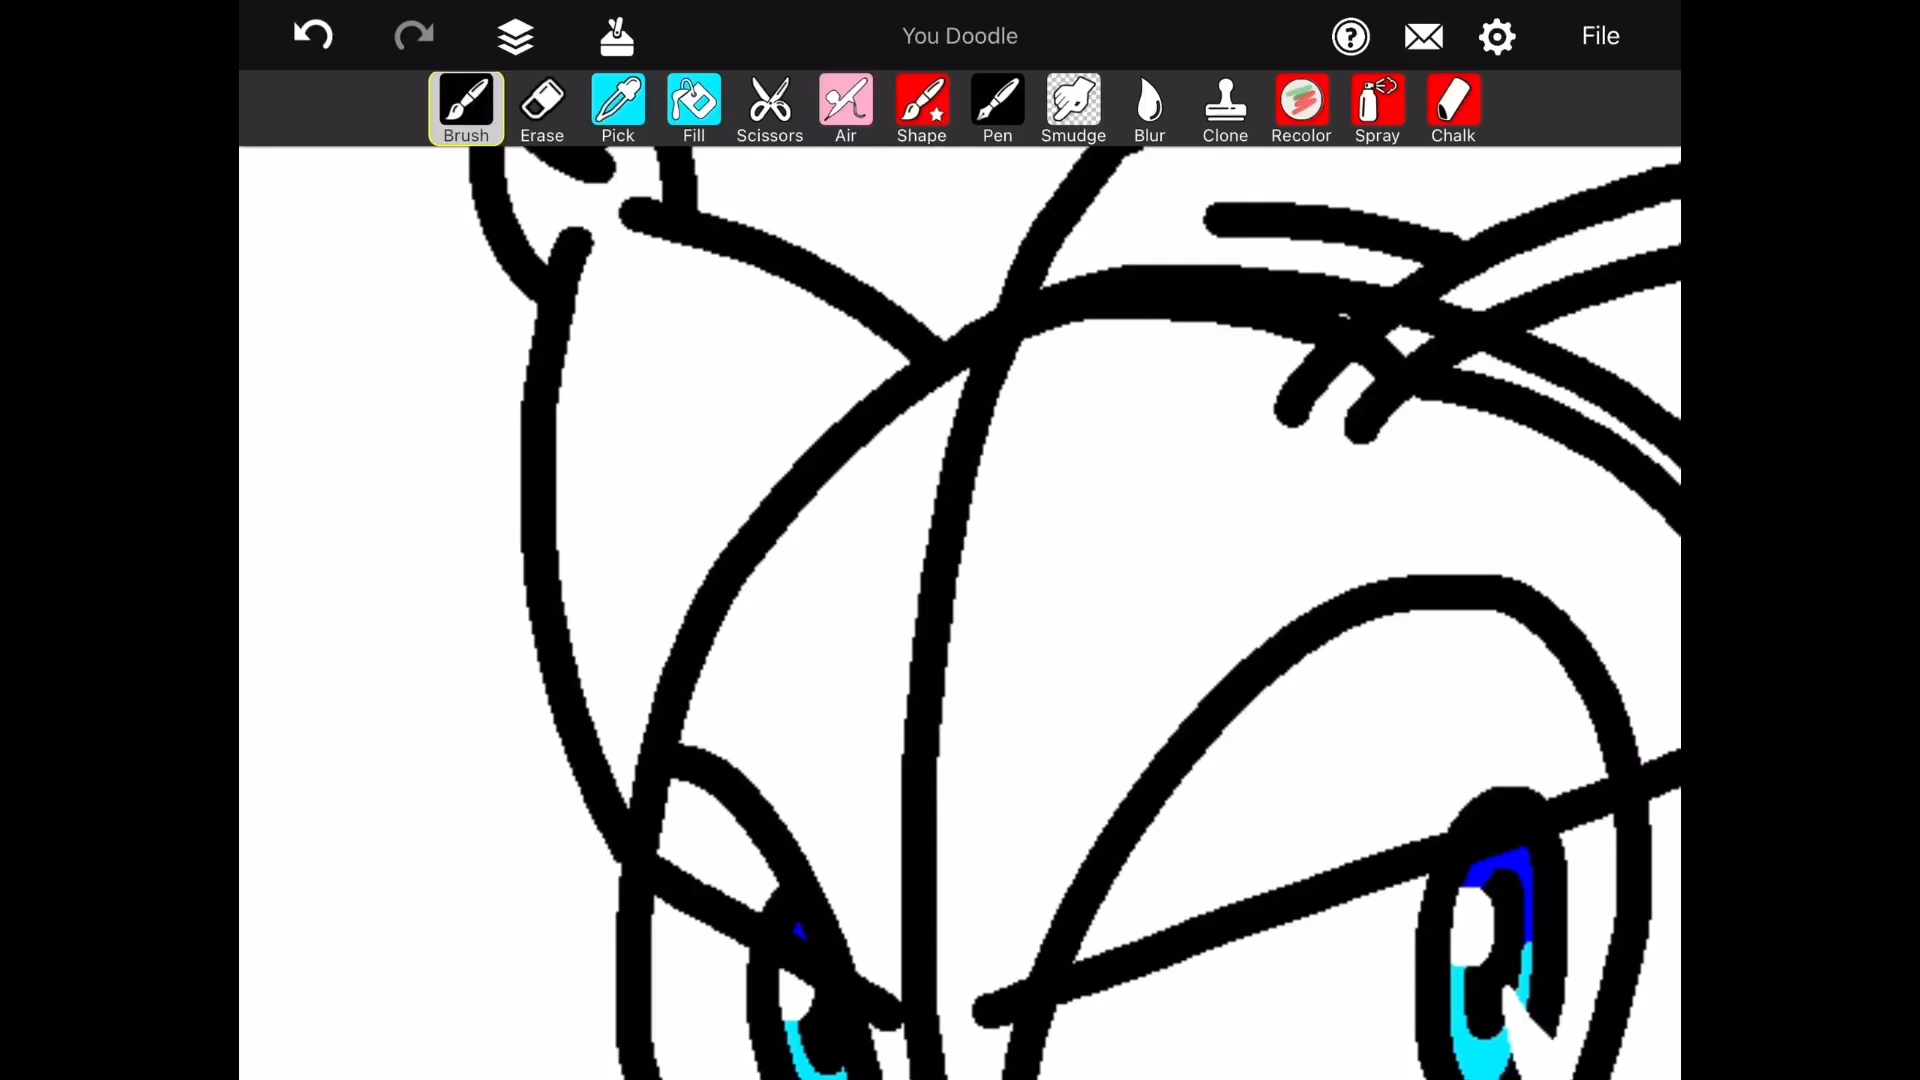 You Doodle
File
Brush Erase Pick Fill Scissors Air Shape Pen Smudge Blur Clone Recolor Spray Chalk